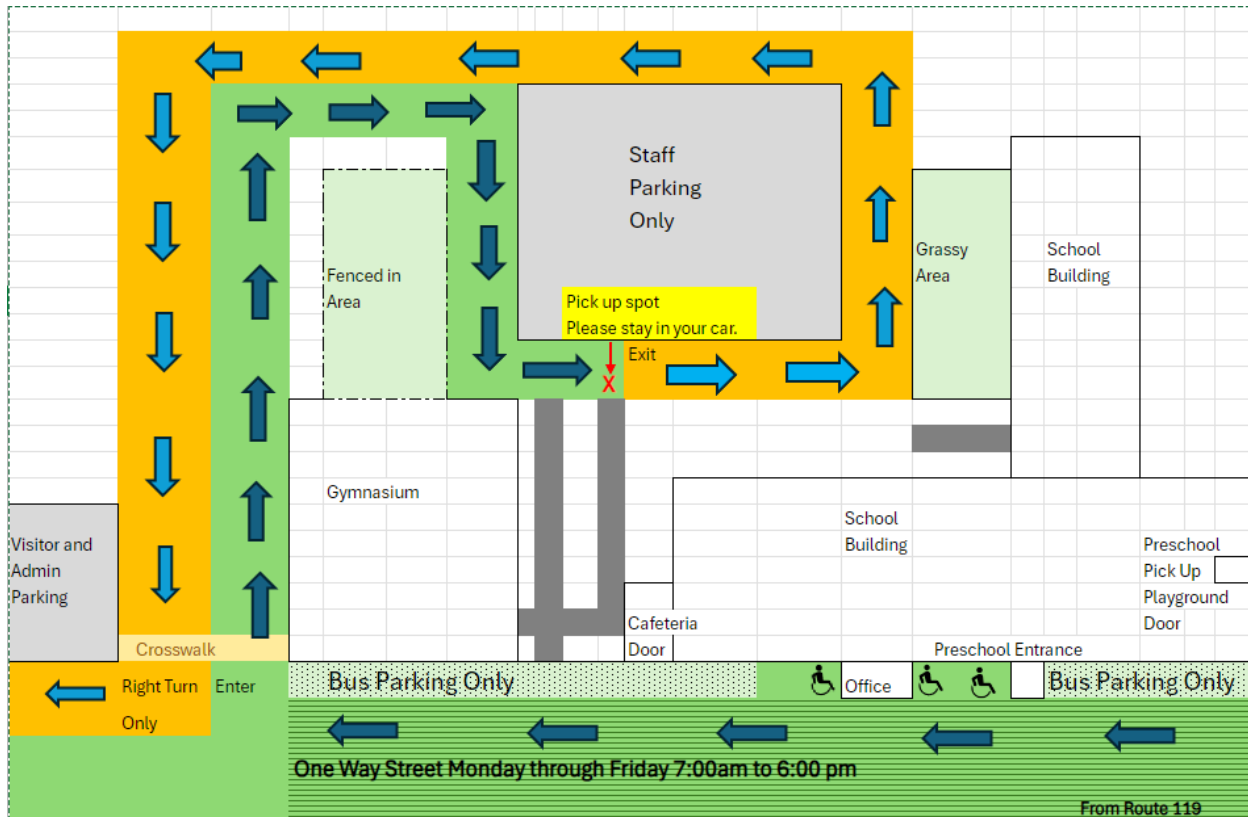 Staff
Parking
Only
Grassy
Area
School
Building
Fenced in
Area
Pick up spot
Please stay in your car.
Exit
X
Gymnasium
Visitor and
Admin
Parking
School
Building
Preschool
Pick Up
Playground
Door
Cafeteria
Door
Crosswalk
Preschool Entrance
Right Turn
Only
Enter
Bus Parking Only
Office
Bus Parking Only
One Way Street Monday through Friday 7:00am to 6:00 pm
From Route 119